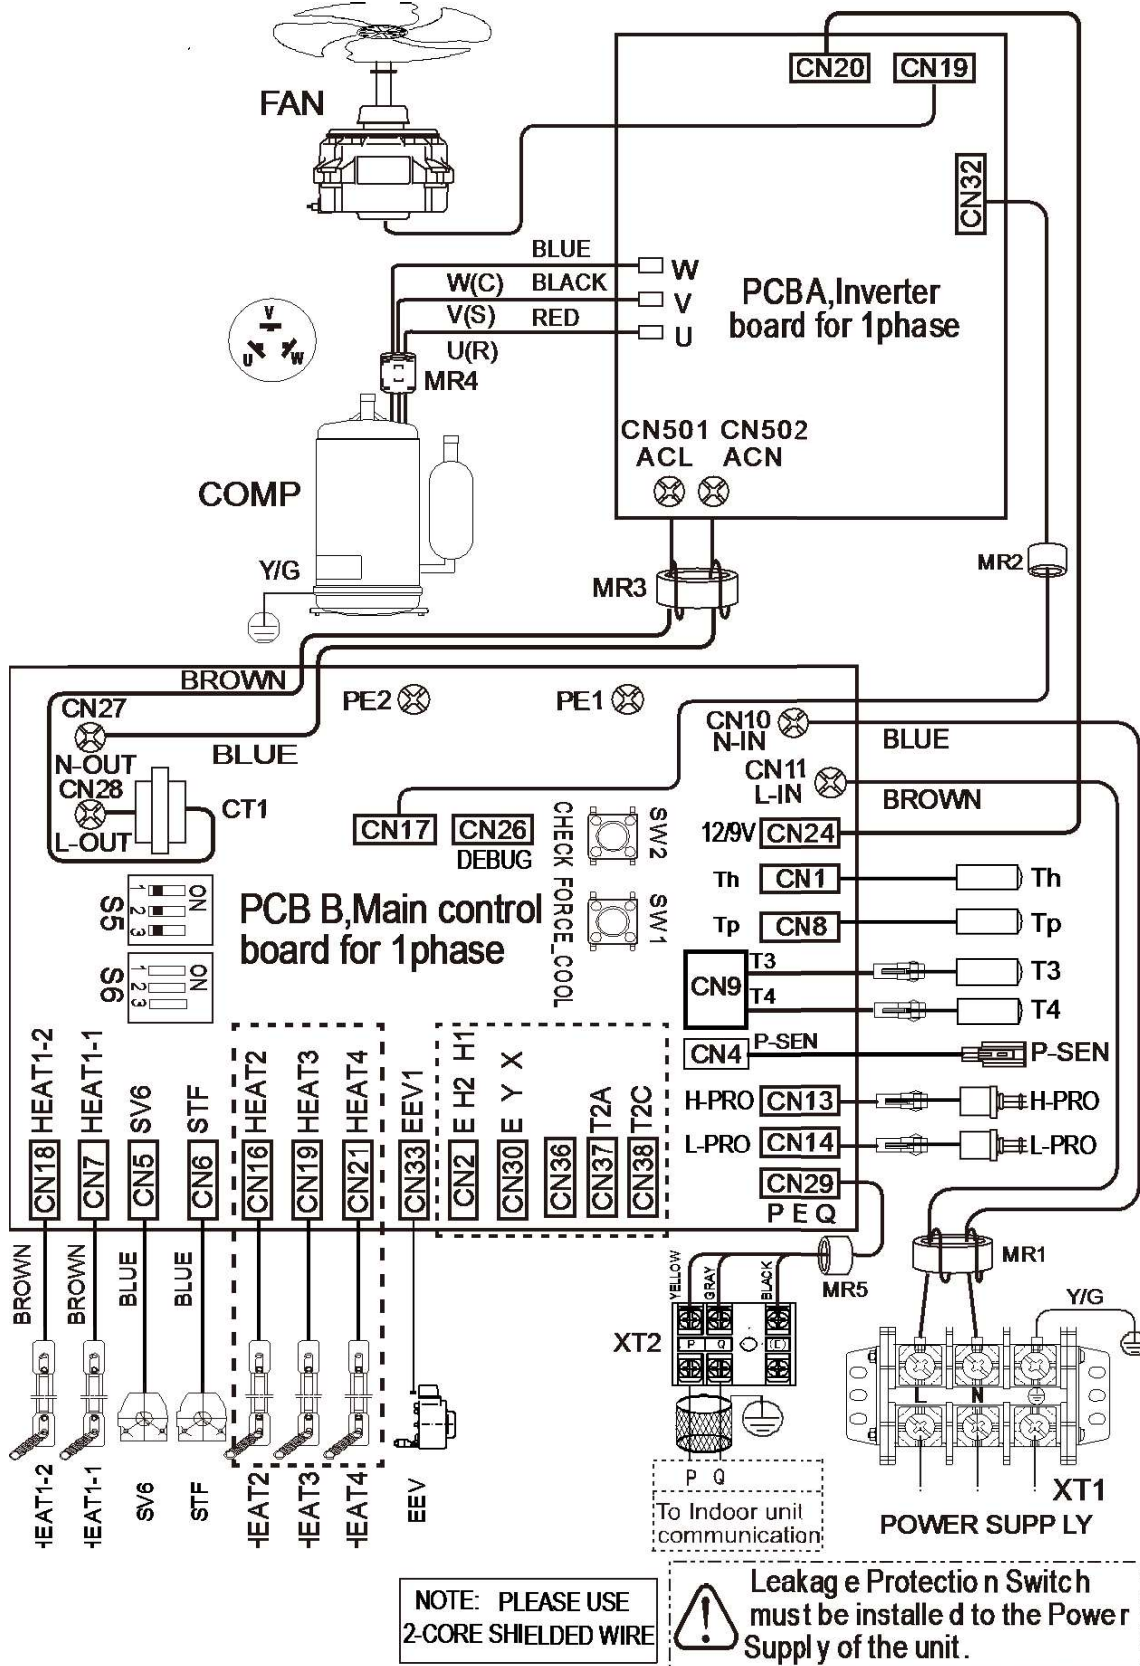 CN20
CN19
FAN
CN32
BLUE
W
W(C)
BLACK
V
V(S)
RED
U
U(R)
MR4
PCBA,Inverter
board for 1phase
V
U
W
CN501
CN502
ACL
ACN
COMP
Y/G
MR3
MR2
BROWN
PE2
PE1
CN27
N-OUT
BLUE
CN28
L-OUT
CT1
CN10
N-IN
BLUE
CN11
L-IN
BROWN
CN17
CN26
DEBUG
CHECK
FORCE_COOL
SW2
SW1
12/9V
CN24
Th
CN1
Th
Tp
CN8
Tp
S5
ON
1
2
3
S6
ON
1
2
3
PCB B,Main control
board for 1phase
CN9
T3
T3
T4
T4
CN4
P-SEN
P-SEN
H-PRO
CN13
H-PRO
L-PRO
CN14
L-PRO
CN29
P E Q
HEAT1-2
HEAT1-1
SV6
STF
HEAT2
HEAT3
HEAT4
EEV1
E H2 H1
E Y X
T2A
T2C
CN18
CN7
CN5
CN6
CN16
CN19
CN21
CN33
CN2
CN30
CN36
CN37
CN38
BROWN
BROWN
BLUE
BLUE
YELLOW
GRAY
BLACK
MR5
MR1
Y/G
XT2
P
Q
(E)
L
N
HEAT1-2
HEAT1-1
SV6
STF
HEAT2
HEAT3
HEAT4
EEV
P Q
To Indoor unit
communication
XT1
POWER SUPPLY
NOTE: PLEASE USE
2-CORE SHIELDED WIRE
Leakage Protection Switch
must be installed to the Power
Supply of the unit.